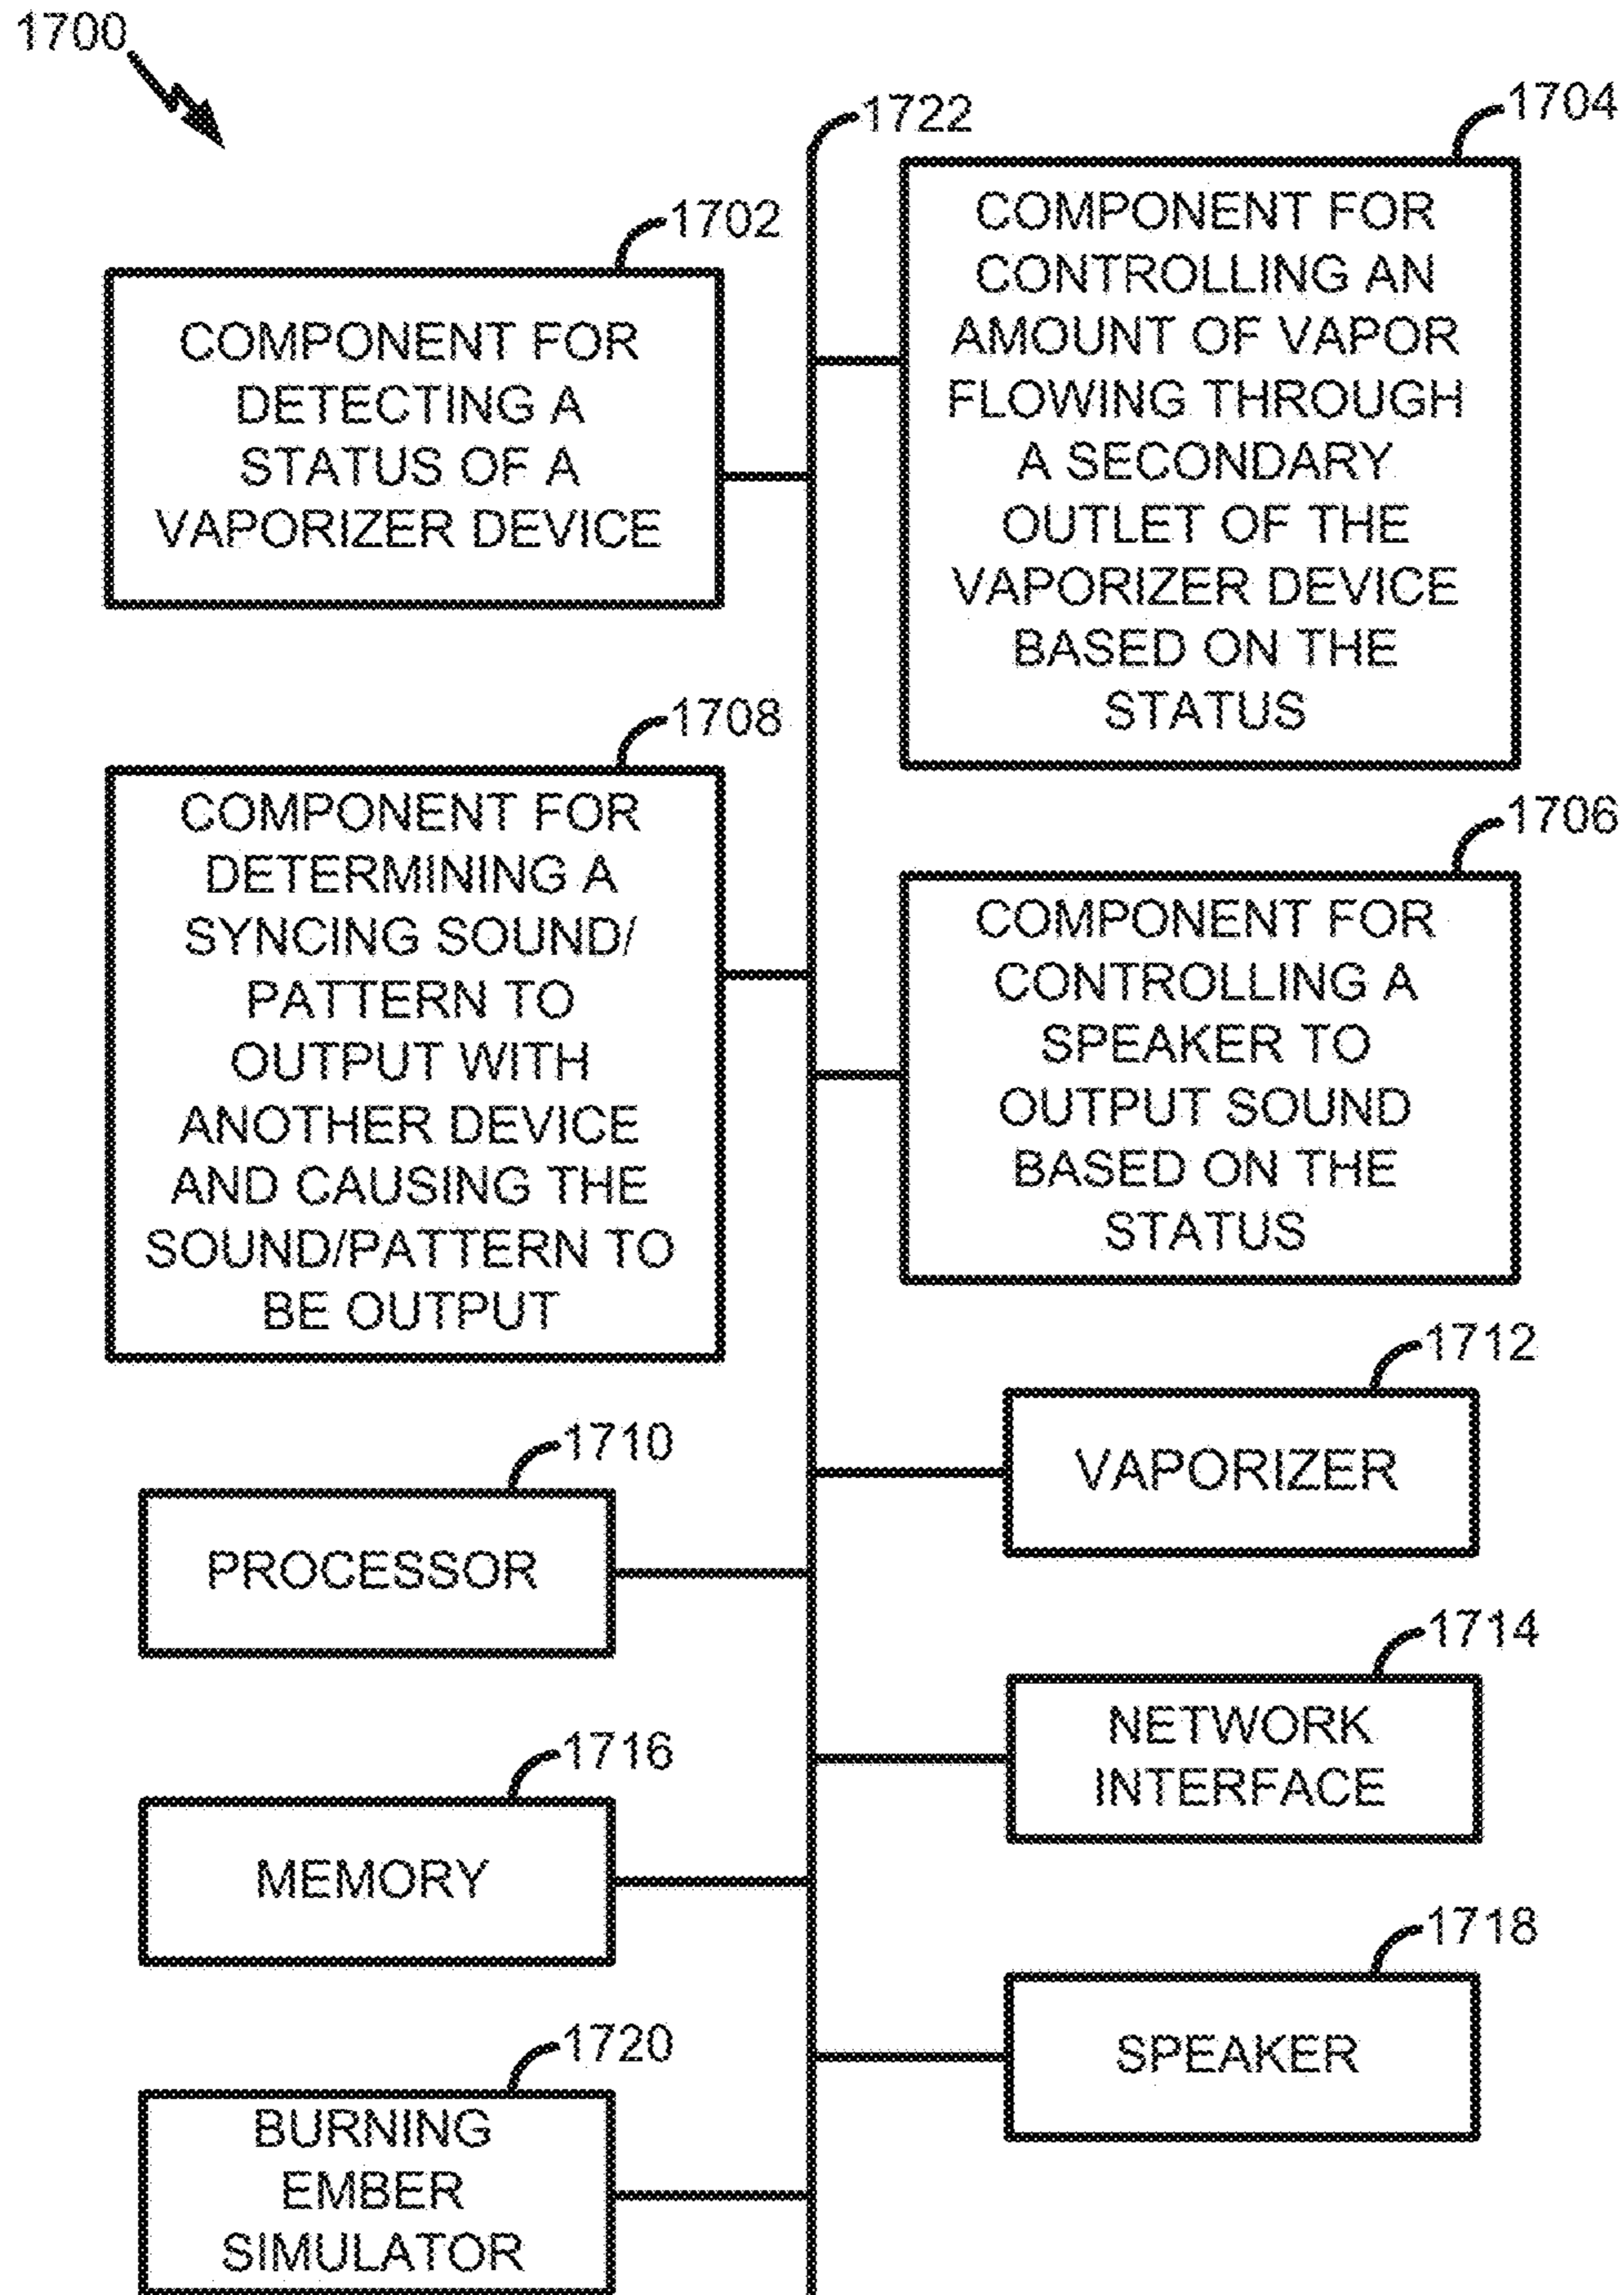 1700
1722
1704
COMPONENT FOR
CONTROLLING AN
AMOUNT OF VAPOR
FLOWING THROUGH
A SECONDARY
OUTLET OF THE
VAPORIZER DEVICE
BASED ON THE
STATUS
1702
COMPONENT FOR
DETECTING A
STATUS OF A
VAPORIZER DEVICE
1708
COMPONENT FOR
DETERMINING A
SYNCING SOUND/
PATTERN TO
OUTPUT WITH
ANOTHER DEVICE
AND CAUSING THE
SOUND/PATTERN TO
BE OUTPUT
1706
COMPONENT FOR
CONTROLLING A
SPEAKER TO
OUTPUT SOUND
BASED ON THE
STATUS
1712
VAPORIZER
1710
PROCESSOR
1714
NETWORK
INTERFACE
1716
MEMORY
1718
SPEAKER
1720
BURNING
EMBER
SIMULATOR